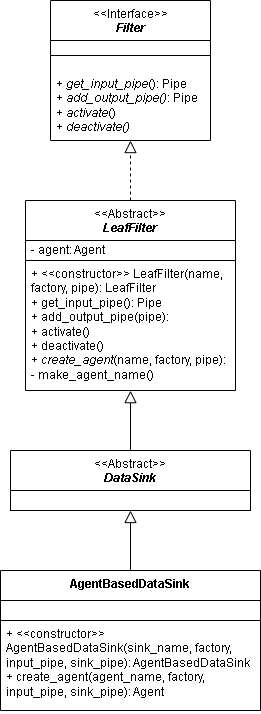 <<Interface>>
Filter
+ get_input_pipe(): Pipe
+ add_output_pipe(): Pipe
+ activate()
+ deactivate()
<<Abstract>>
LeafFilter
- agent: Agent
+ <<constructor>> LeafFilter(name,
factory, pipe): LeafFilter
+ get_input_pipe(): Pipe
+ add_output_pipe(pipe):
+ activate()
+ deactivate()
+ create_agent(name, factory, pipe):
- make_agent_name()
<<Abstract>>
DataSink
AgentBasedDataSink
+ <<constructor>>
AgentBasedDataSink(sink_name, factory,
input_pipe, sink_pipe): AgentBasedDataSink
+ create_agent(agent_name, factory,
input_pipe, sink_pipe): Agent